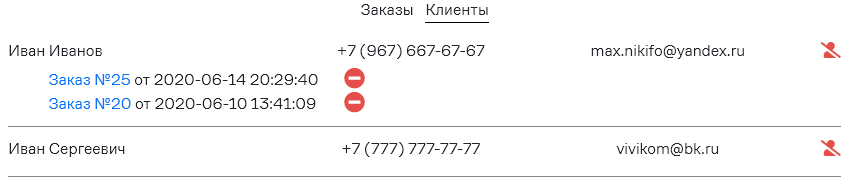 Заказы Клиенты
Иван Иванов +7 (967) 667-67-67 max.nikifo@yandex.ru
Заказ №25 от 2020-06-14 20:29:40
Заказ №20 от 2020-06-10 13:41:09
Иван Сергеевич +7 (777) 777-77-77 vivikom@bk.ru